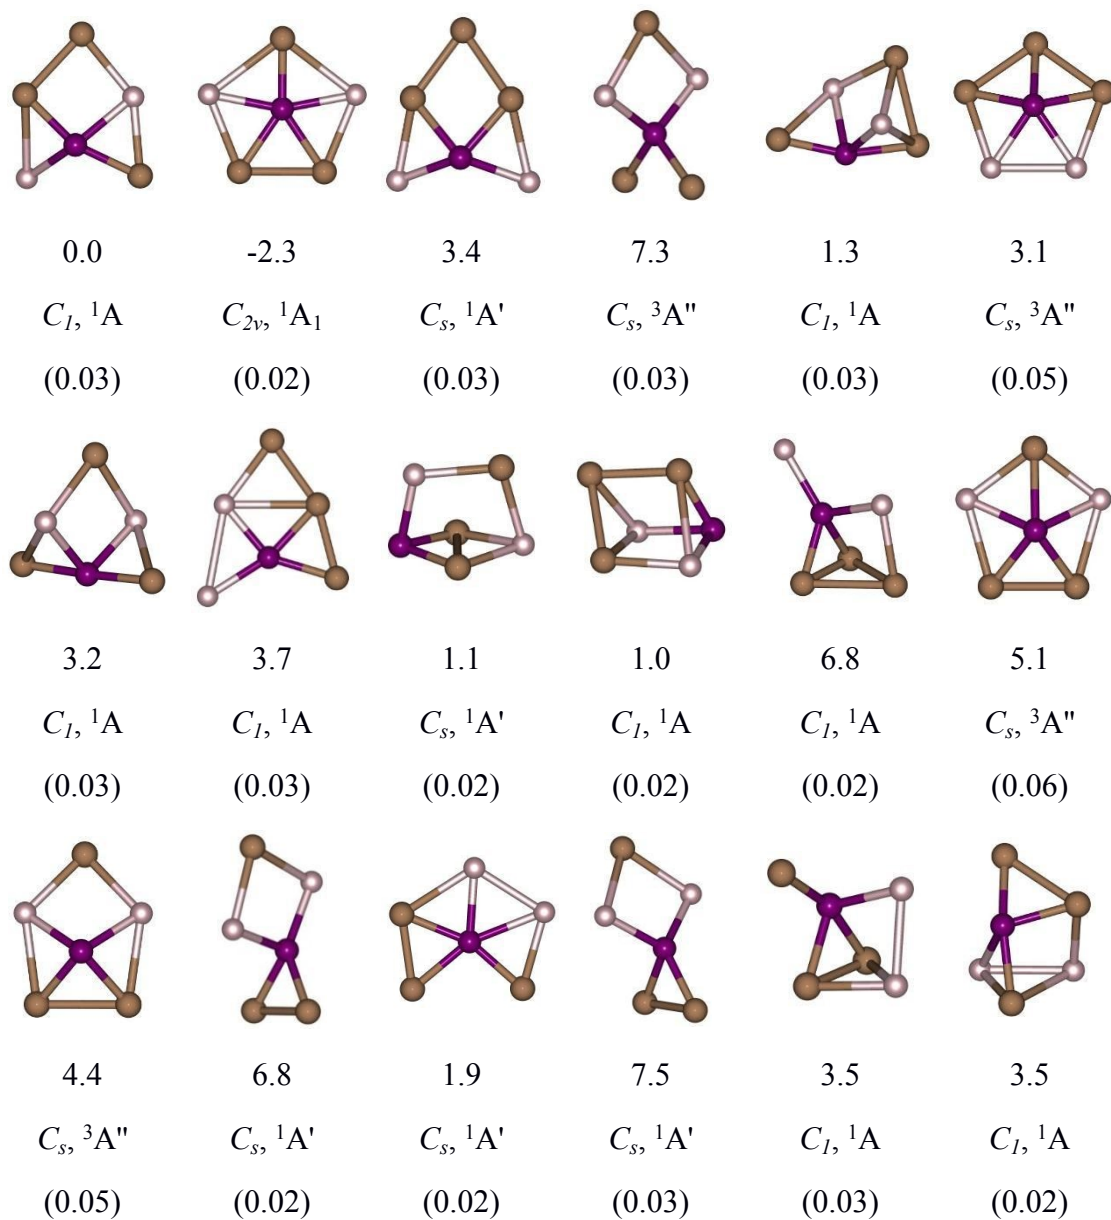 0.0 -2.3 3.4 7.3 1.3 3.1
C1, ¹A C2v, ¹A₁ Cs, ¹A' Cs, ³A" C1, ¹A Cs, ³A"
(0.03) (0.02) (0.03) (0.03) (0.03) (0.05)
3.2 3.7 1.1 1.0 6.8 5.1
C1, ¹A C1, ¹A Cs, ¹A' C1, ¹A C1, ¹A Cs, ³A"
(0.03) (0.03) (0.02) (0.02) (0.02) (0.06)
4.4 6.8 1.9 7.5 3.5 3.5
Cs, ³A" Cs, ¹A' Cs, ¹A' Cs, ¹A' C1, ¹A C1, ¹A
(0.05) (0.02) (0.02) (0.03) (0.03) (0.02)